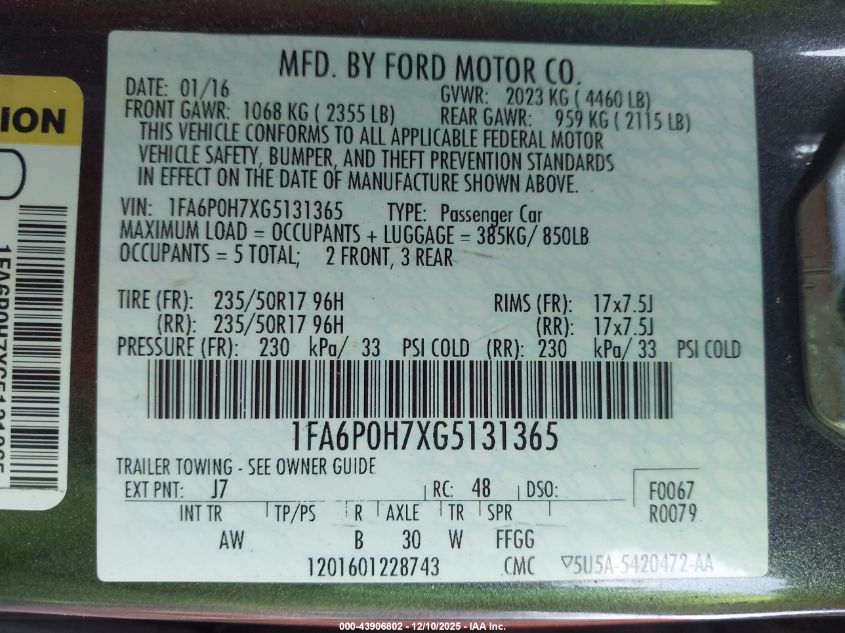 MFD. BY FORD MOTOR CO.
DATE: 01/16 GVWR: 2023 KG ( 4460 LB)
FRONT GAWR: 1068 KG ( 2355 LB) REAR GAWR: 959 KG ( 2115 LB)
THIS VEHICLE CONFORMS TO ALL APPLICABLE FEDERAL MOTOR
VEHICLE SAFETY, BUMPER, AND THEFT PREVENTION STANDARDS
IN EFFECT ON THE DATE OF MANUFACTURE SHOWN ABOVE.
VIN: 1FA6P0H7XG5131365 TYPE: Passenger Car
MAXIMUM LOAD = OCCUPANTS + LUGGAGE = 385KG/ 850LB
OCCUPANTS = 5 TOTAL; 2 FRONT, 3 REAR
TIRE (FR): 235/50R17 96H RIMS (FR): 17x7.5J
(RR): 235/50R17 96H (RR): 17x7.5J
PRESSURE (FR): 230 kPa/ 33 PSI COLD (RR): 230 kPa/ 33 PSI COLD
1FA6P0H7XG5131365
TRAILER TOWING - SEE OWNER GUIDE
EXT PNT: J7 RC: 48 DSO: F0067
INT TR TP/PS R AXLE TR SPR R0079
AW B 30 W FFGG
1201601228743 CMC ▽5U5A-5420472-AA
ION
1FA6P0H7XG5131365
000-43906802 - 12/10/2025 - IAA Inc.